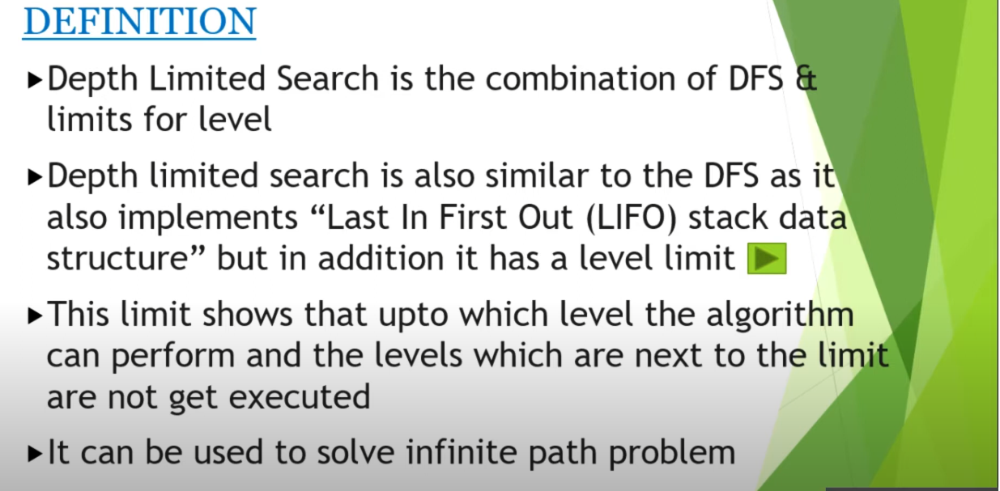 DEFINITION
Depth Limited Search is the combination of DFS &
limits for level
Depth limited search is also similar to the DFS as it
also implements “Last In First Out (LIFO) stack data
structure” but in addition it has a level limit
This limit shows that upto which level the algorithm
can perform and the levels which are next to the limit
are not get executed
It can be used to solve infinite path problem